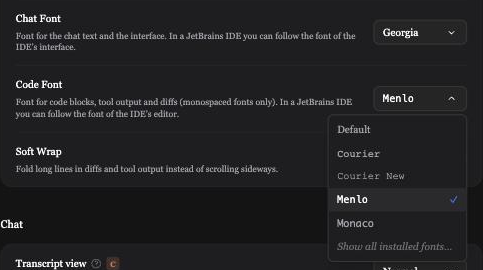 Chat Font
Font for the chat text and the interface. In a JetBrains IDE you can follow the font of the
IDE's interface.
Georgia
Code Font
Font for code blocks, tool output and diffs (monospaced fonts only). In a JetBrains IDE
you can follow the font of the IDE's editor.
Menlo
Default
Courier
Courier New
Menlo
Monaco
Show all installed fonts...
Soft Wrap
Fold long lines in diffs and tool output instead of scrolling sideways.
Chat
Transcript view
C